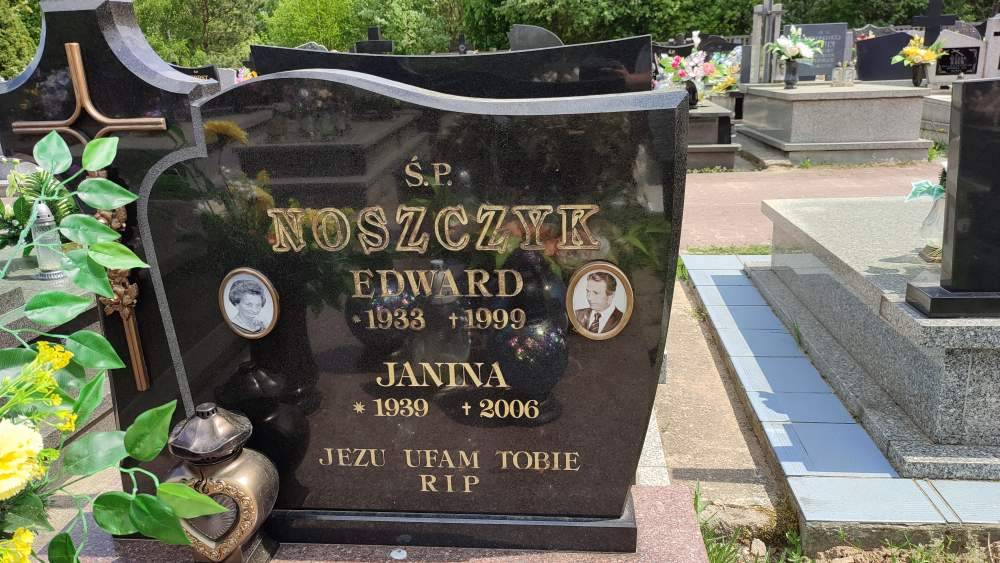 Ś.P.
NOSZCZYK
EDWARD
* 1933 + 1999
JANINA
* 1939 + 2006
JEZU UFAM TOBIE
RIP